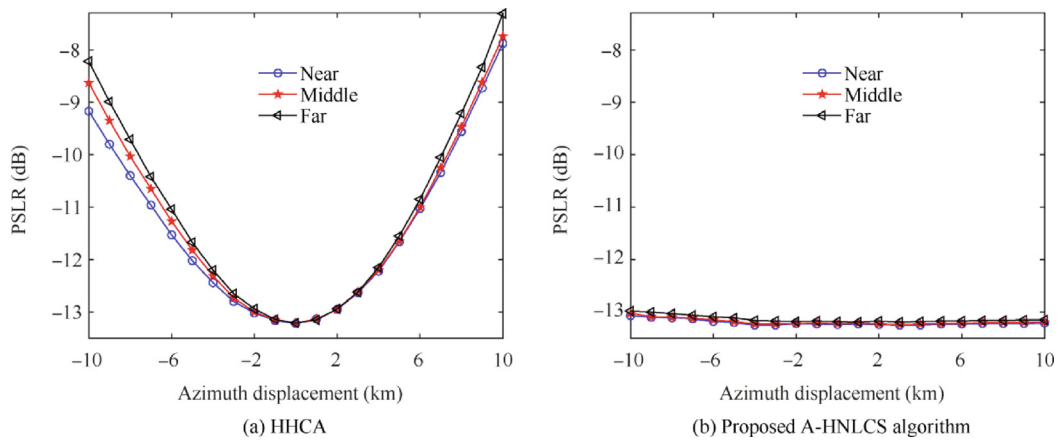 −8
−9
−10
−11
−12
−13
PSLR (dB)
Near
Middle
Far
−10
−6
−2
2
6
10
Azimuth displacement (km)
(a) HHCA
−8
−9
−10
−11
−12
−13
PSLR (dB)
Near
Middle
Far
−10
−6
−2
2
6
10
Azimuth displacement (km)
(b) Proposed A-HNLCS algorithm